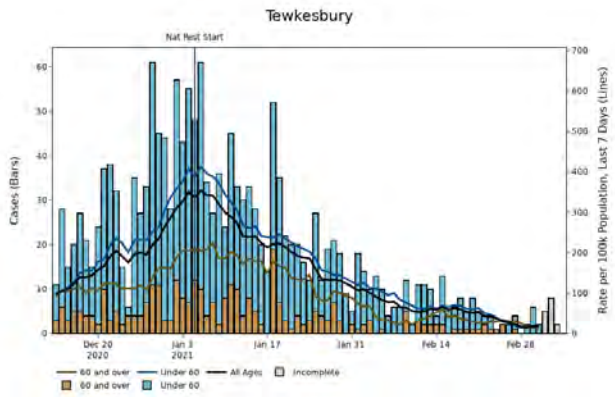 Tewkesbury
Nat Rest Start
Cases (Bars)
60
50
40
30
20
10
0
Rate per 100k Population, Last 7 Days (Lines)
700
600
500
400
300
200
100
0
Dec 20
2020
Jan 3
2021
Jan 17
Jan 31
Feb 14
Feb 28
60 and over
Under 60
All Ages
Incomplete
60 and over
Under 60